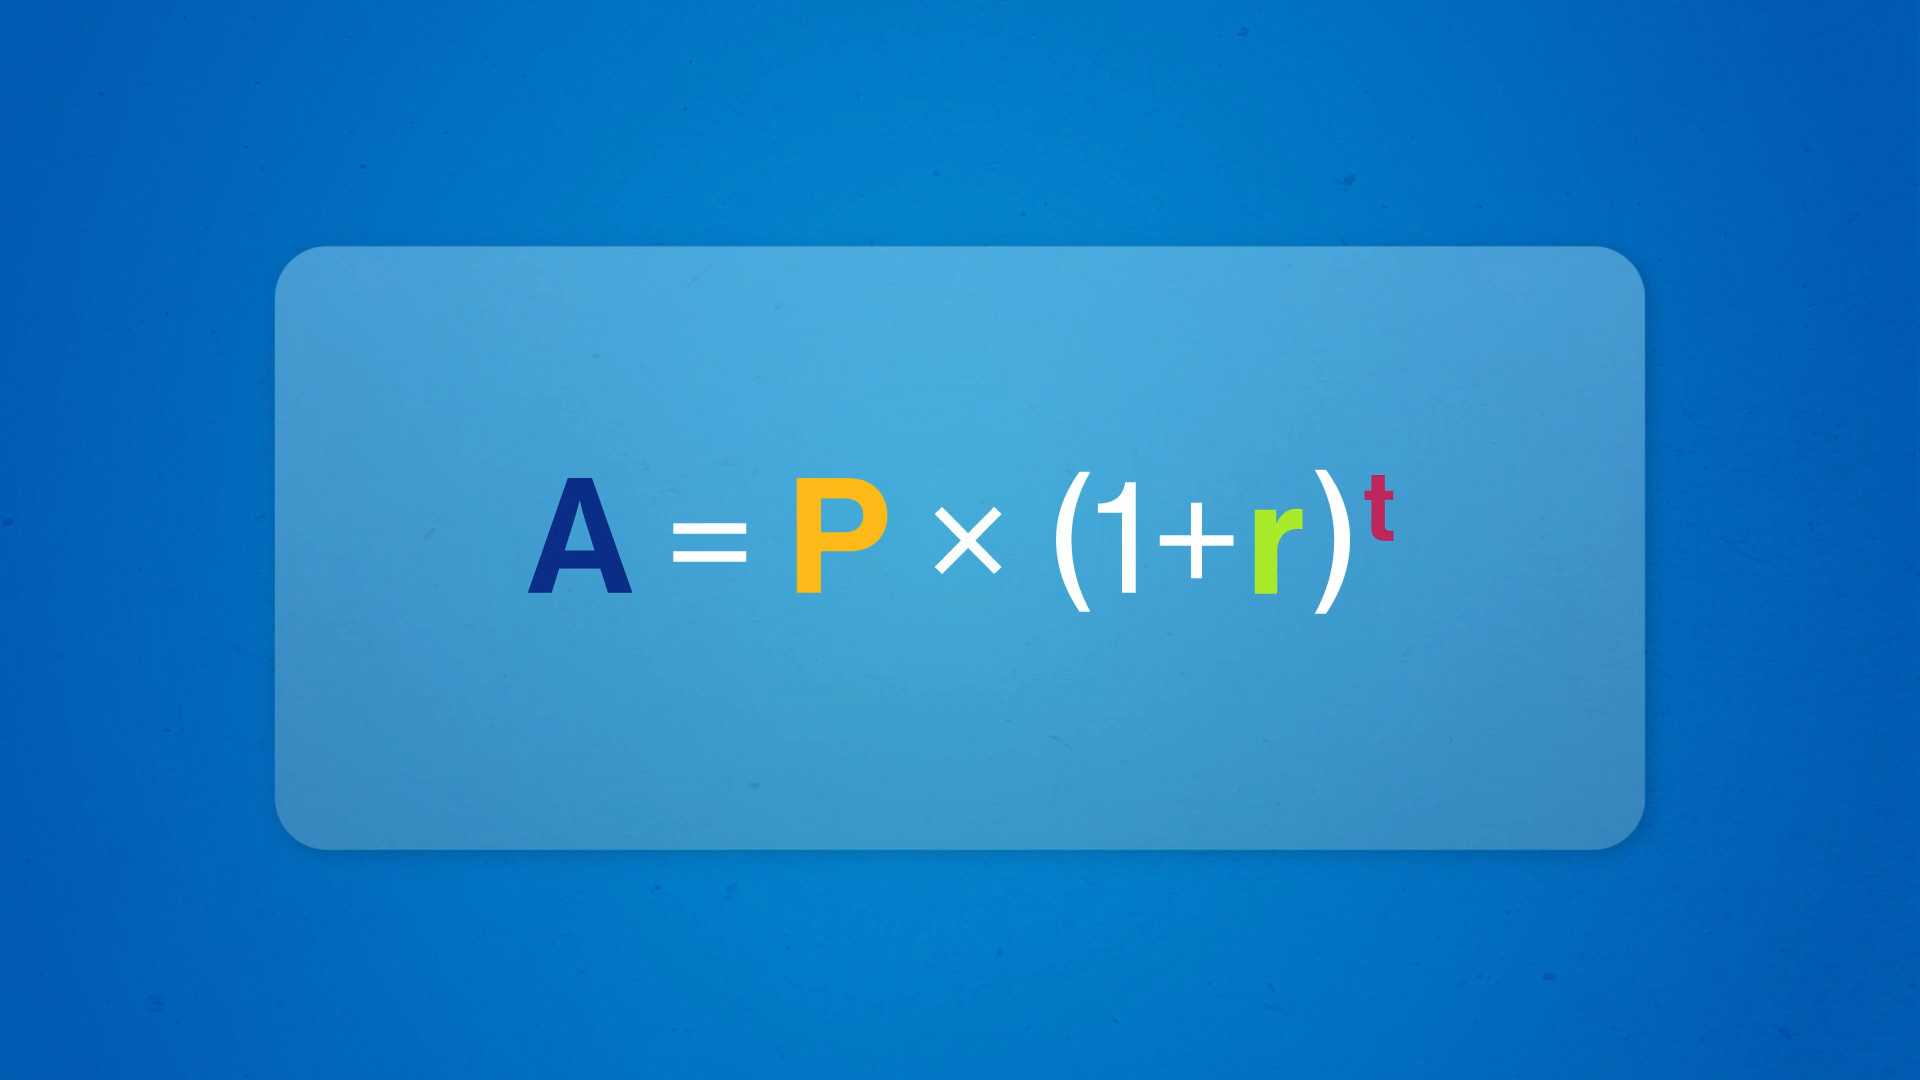 A = P × (1+r)ᵗ